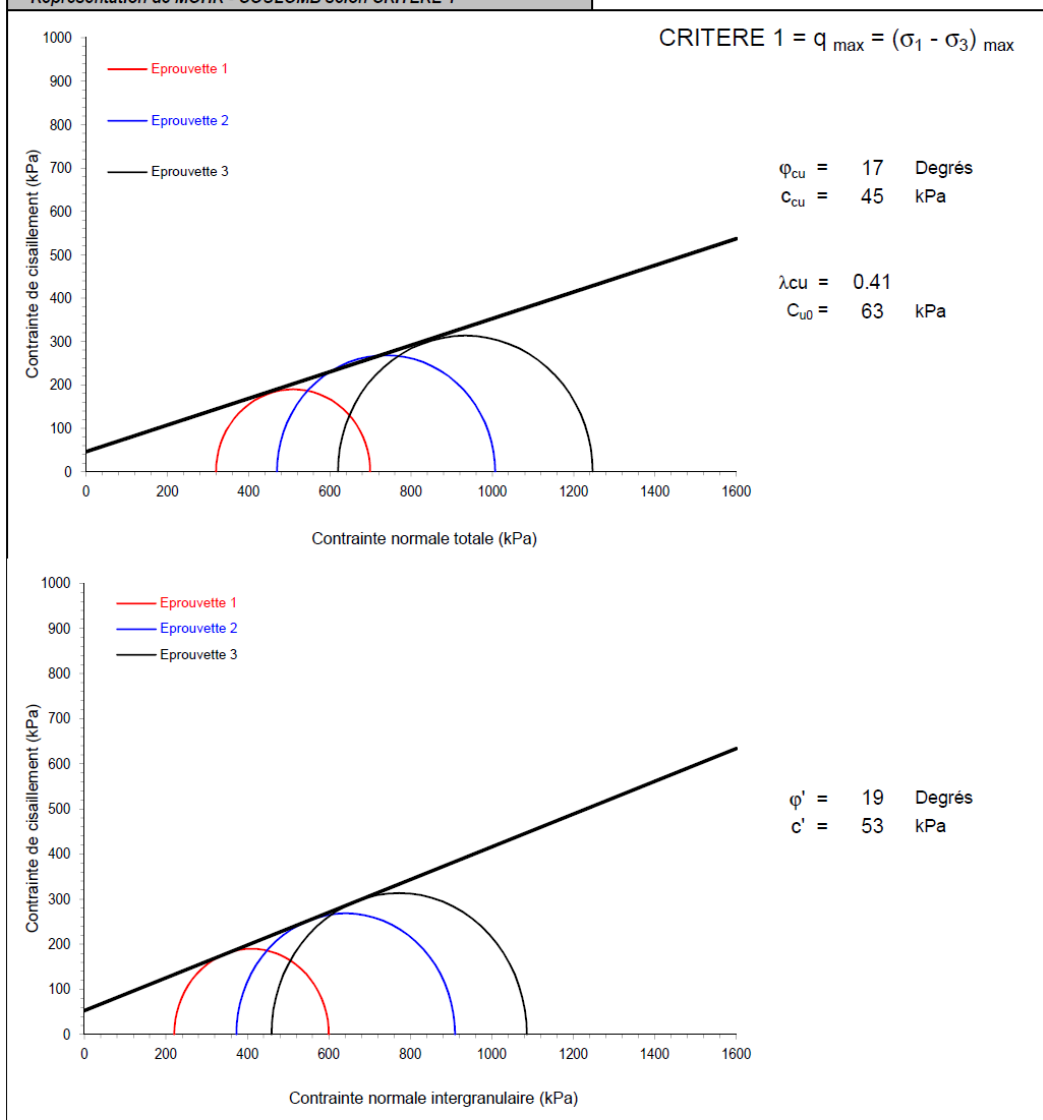 Représentation de MOHR - COULOMB selon CRITERE 1
CRITERE 1 = q max = (σ1 - σ3) max
1000
900
800
700
600
500
400
300
200
100
0
Contrainte de cisaillement (kPa)
Eprouvette 1
Eprouvette 2
Eprouvette 3
φcu = 17 Degrés
ccu = 45 kPa
λcu = 0.41
Cu0 = 63 kPa
0 200 400 600 800 1000 1200 1400 1600
Contrainte normale totale (kPa)
1000
900
800
700
600
500
400
300
200
100
0
Contrainte de cisaillement (kPa)
Eprouvette 1
Eprouvette 2
Eprouvette 3
φ' = 19 Degrés
c' = 53 kPa
0 200 400 600 800 1000 1200 1400 1600
Contrainte normale intergranulaire (kPa)